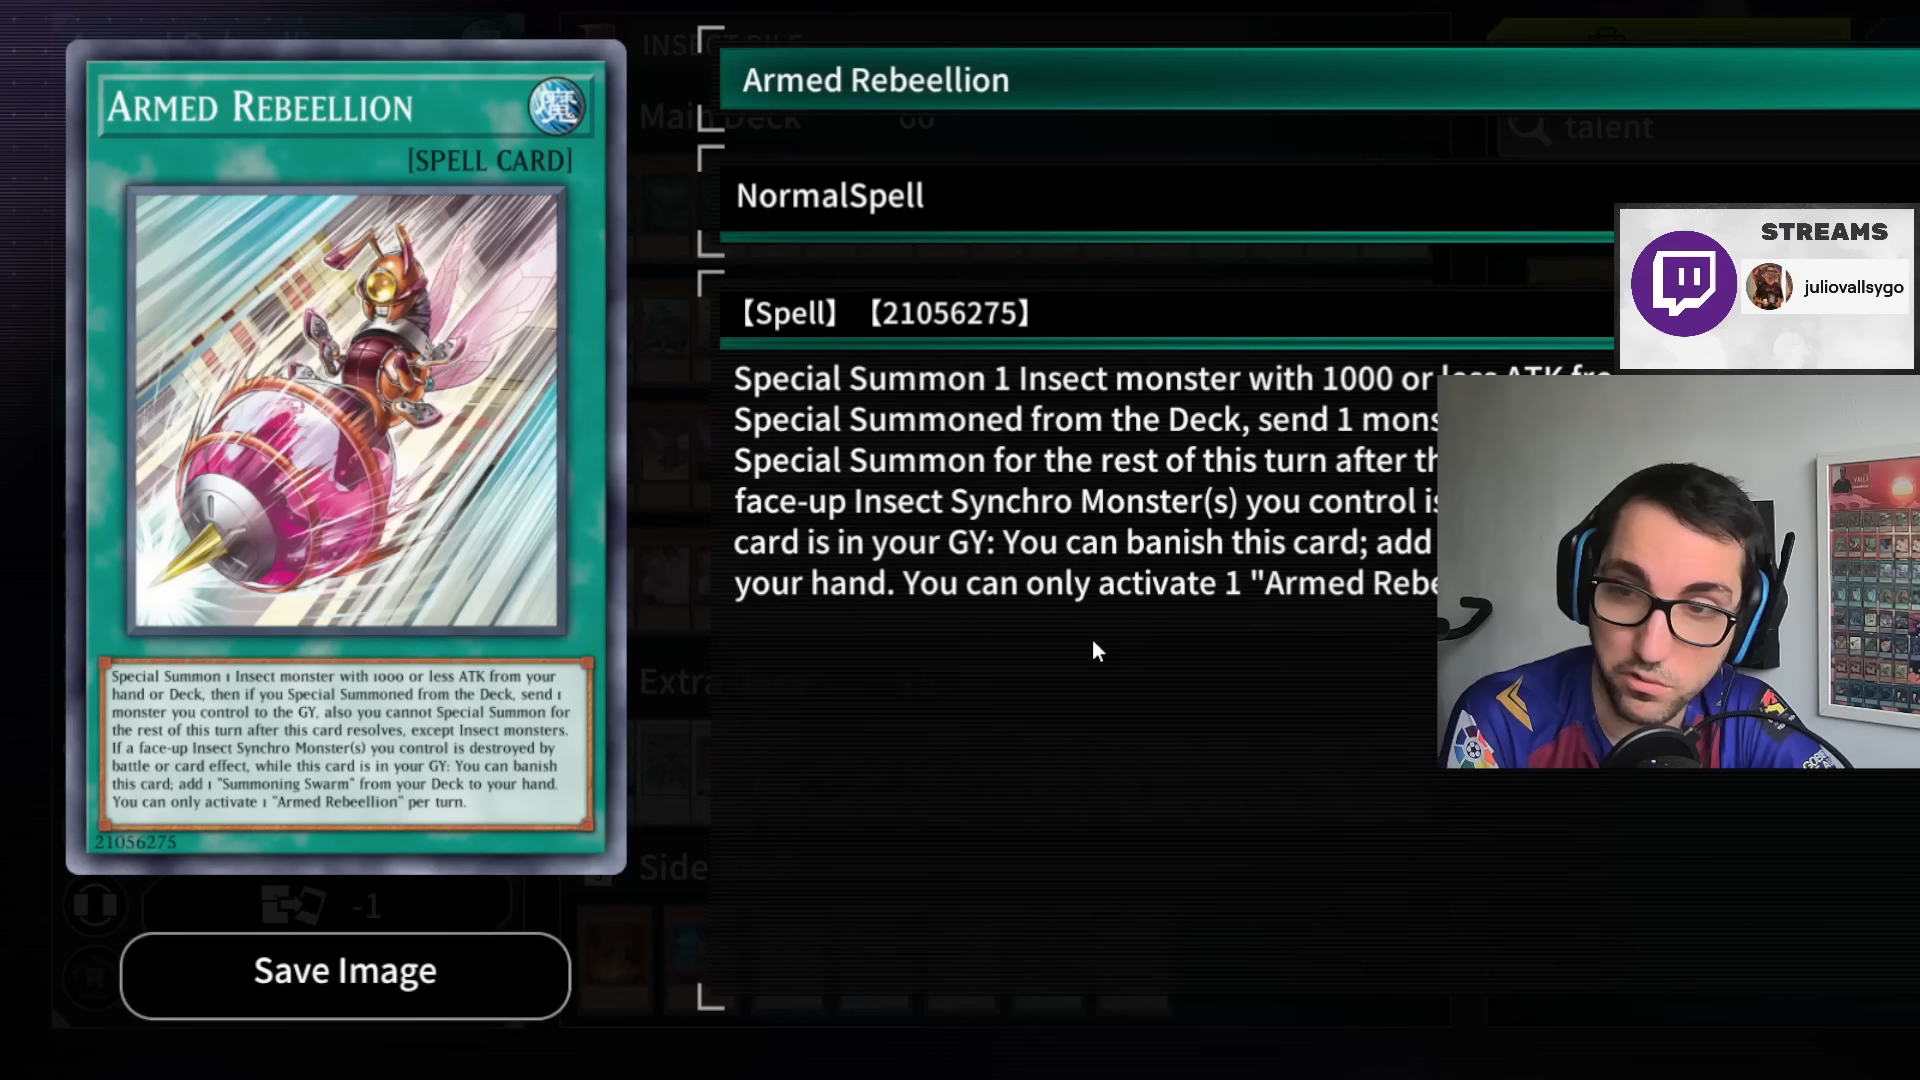 ARMED REBEELLION
魔
[SPELL CARD]
Special Summon 1 Insect monster with 1000 or less ATK from your
hand or Deck, then if you Special Summoned from the Deck, send 1
monster you control to the GY, also you cannot Special Summon for
the rest of this turn after this card resolves, except Insect monsters.
If a face-up Insect Synchro Monster(s) you control is destroyed by
battle or card effect, while this card is in your GY: You can banish
this card; add 1 "Summoning Swarm" from your Deck to your hand.
You can only activate 1 "Armed Rebeellion" per turn.
21056275
-1
Save Image
INSECT PILE
Armed Rebeellion
Main Deck 60
talent
NormalSpell
【Spell】 【21056275】
Special Summon 1 Insect monster with 1000 or less ATK fro
Special Summoned from the Deck, send 1 mons
Special Summon for the rest of this turn after th
face-up Insect Synchro Monster(s) you control is
card is in your GY: You can banish this card; add
your hand. You can only activate 1 "Armed Rebe
Extra
Side
STREAMS
juliovallsygo